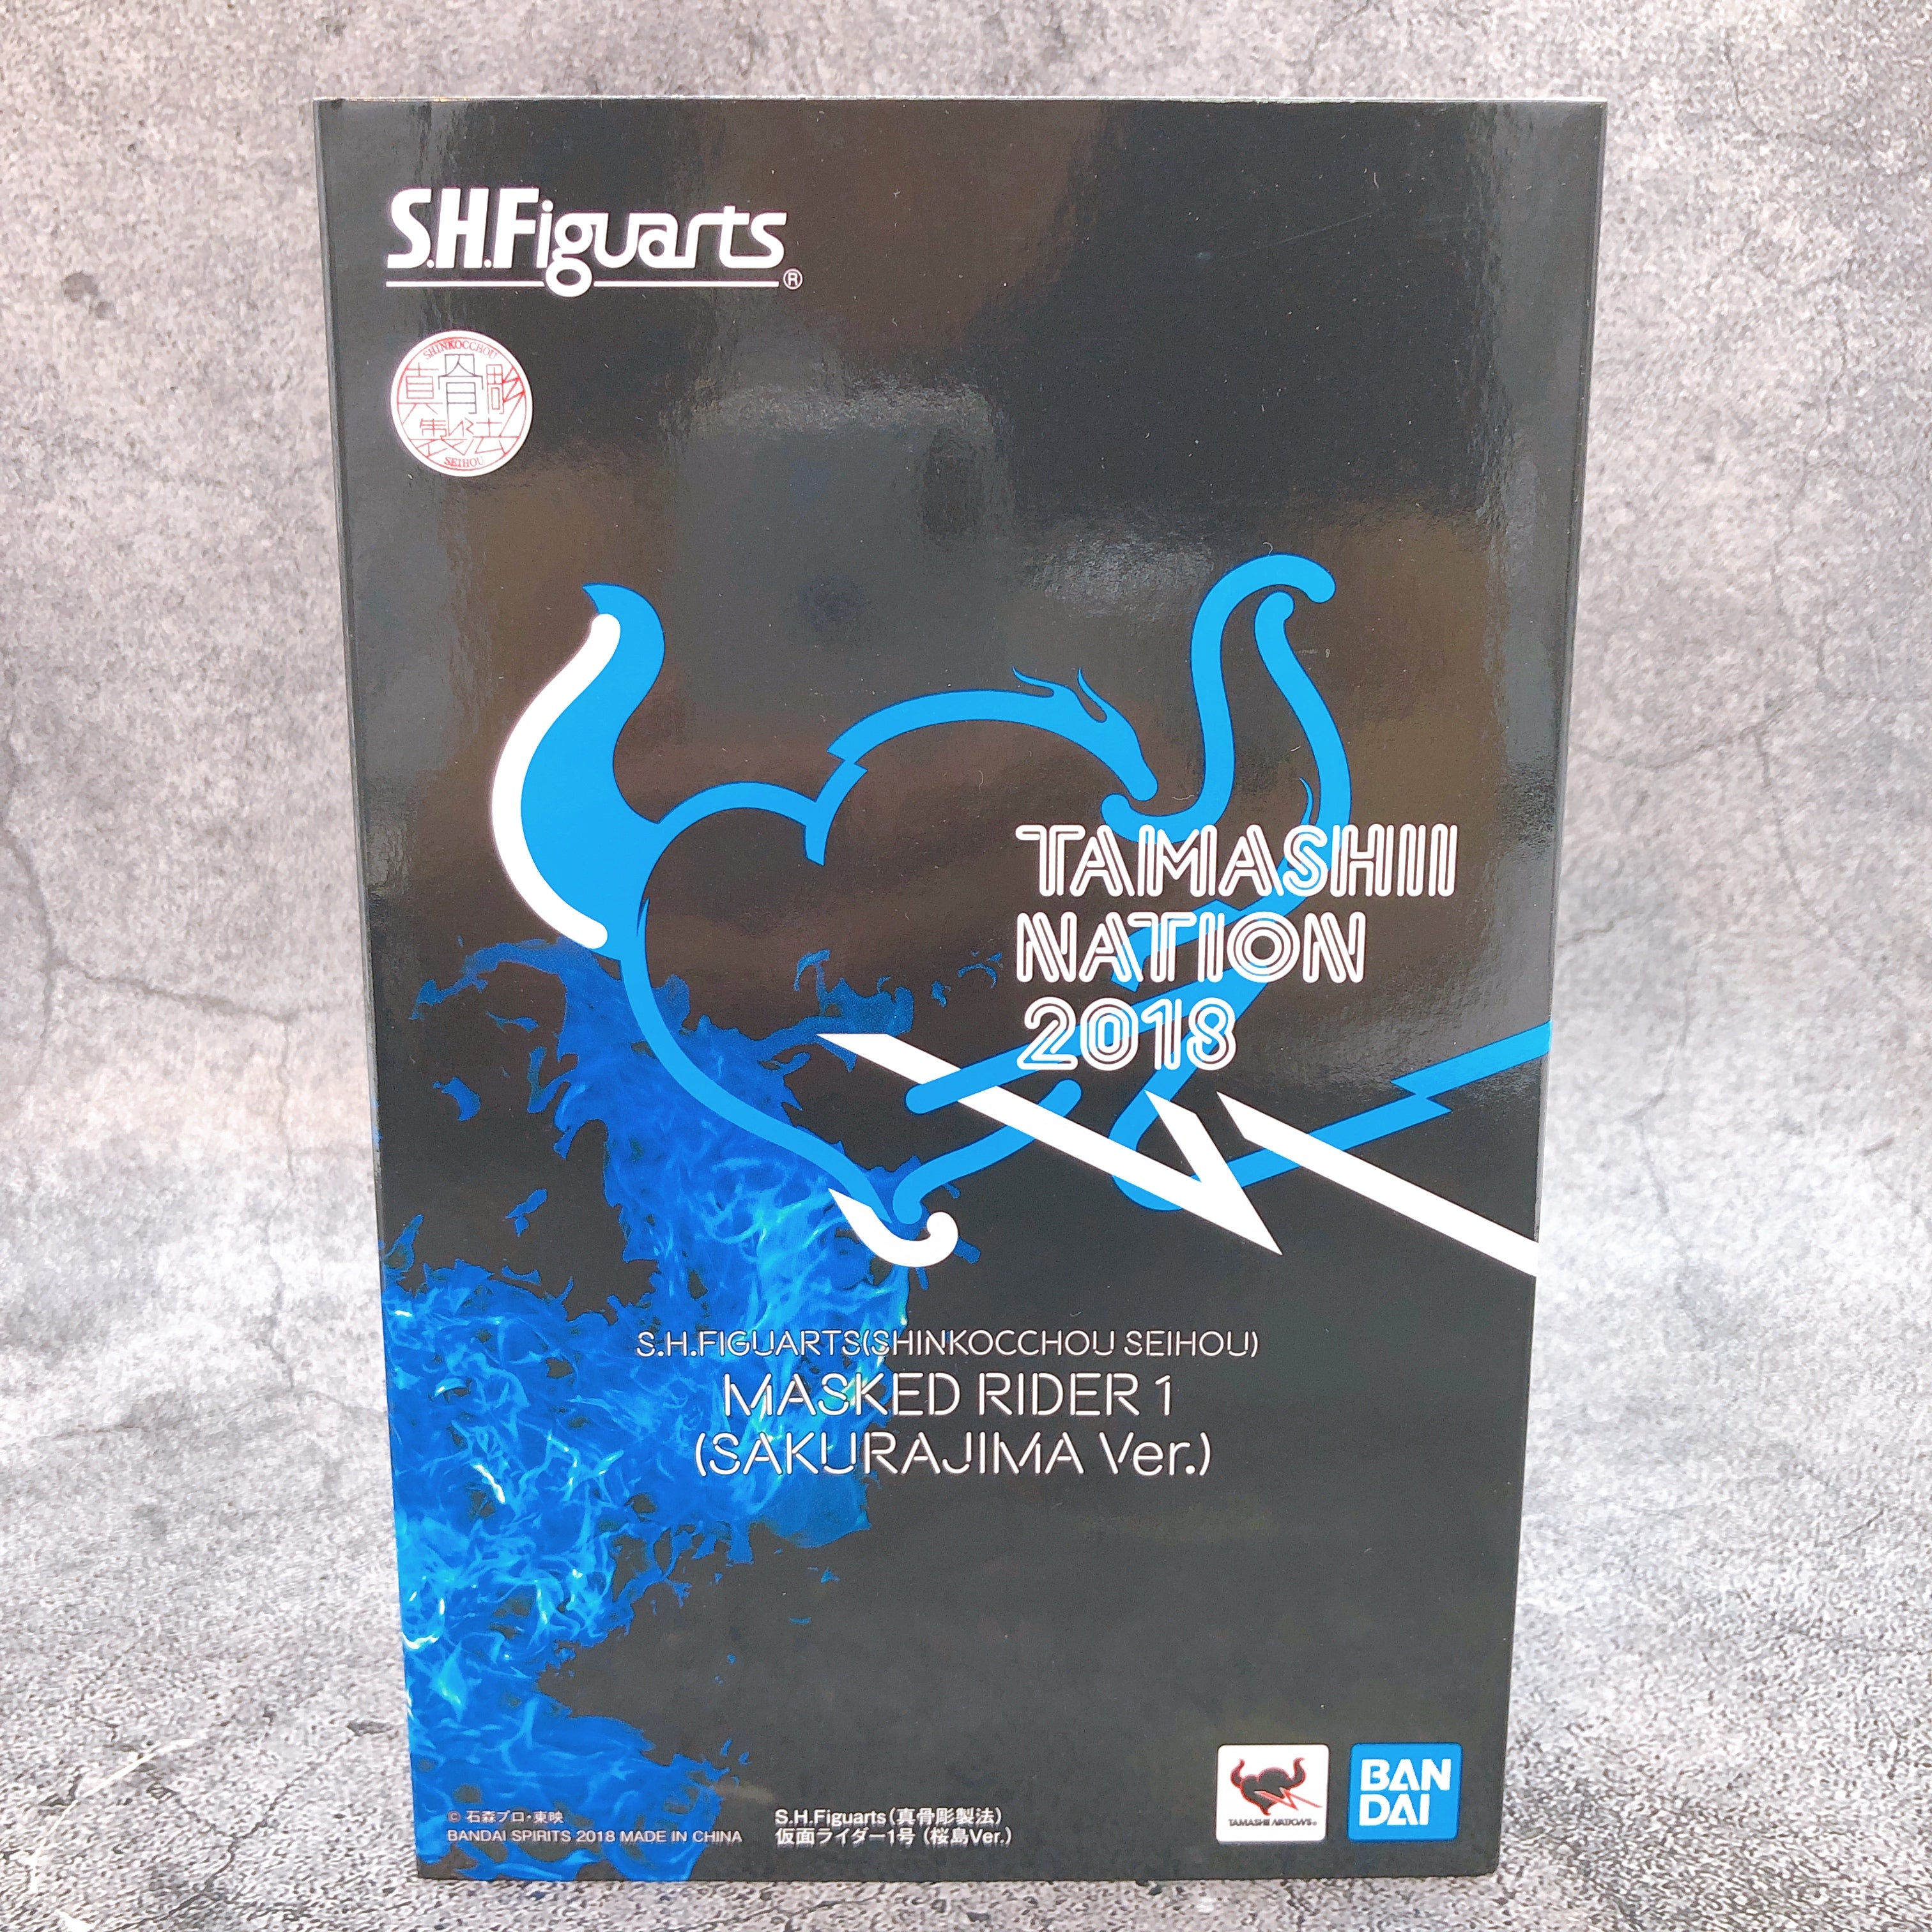 S.H.Figuarts®
SHINKOCCHOU
真骨彫
製法
SEIHOU
TAMASHII
NATION
2018
S.H.FIGUARTS(SHINKOCCHOU SEIHOU)
MASKED RIDER 1
(SAKURAJIMA Ver.)
© 石森プロ・東映
BANDAI SPIRITS 2018 MADE IN CHINA
S.H.Figuarts(真骨彫製法)
仮面ライダー1号 (桜島Ver.)
TAMASHII NATIONS
BAN
DAI